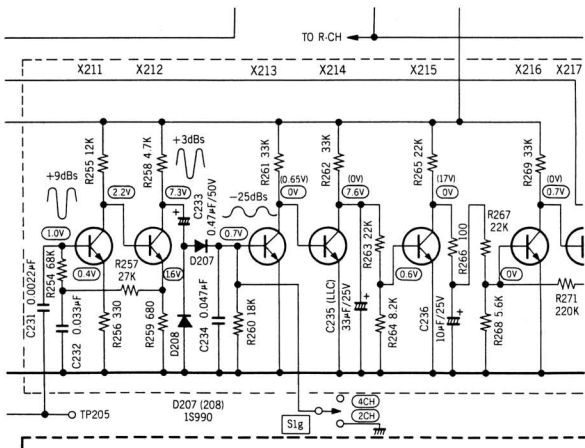 TO R-CH
X211
X212
X213
X214
X215
X216
X217
+9dBs
R255 12K
R258 4.7K
+3dBs
C233
0.47μF/50V
-25dBs
R261 33K
R262 33K
R265 22K
R269 33K
(0.65V)
0V
(0V)
7.6V
(17V)
0V
(0V)
0.7V
2.2V
7.3V
1.0V
0.4V
R254 68K
R257
27K
1.6V
D207
0.7V
R263 22K
0.6V
R266 100
R267
22K
0V
C231 0.0022μF
C232
0.033μF
R256 330
R259 680
D208
C234 0.047μF
R260 18K
C235 (LLC)
33μF/25V
R264 8.2K
C236
10μF/25V
R268 5.6K
R271
220K
TP205
D207 (208)
1S990
S1g
4CH
2CH